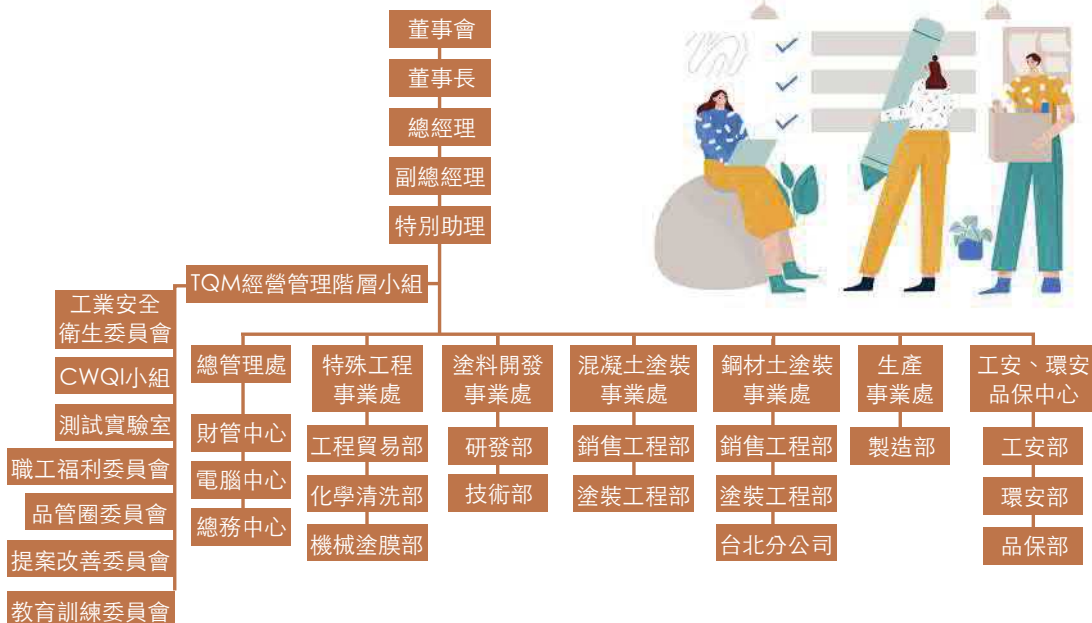 董事會
董事長
總經理
副總經理
特別助理
TQM經營管理階層小組
工業安全
衛生委員會
CWQI小組
測試實驗室
職工福利委員會
品管圈委員會
提案改善委員會
教育訓練委員會
總管理處
財管中心
電腦中心
總務中心
特殊工程
事業處
工程貿易部
化學清洗部
機械塗膜部
塗料開發
事業處
研發部
技術部
混凝土塗裝
事業處
銷售工程部
塗裝工程部
鋼材土塗裝
事業處
銷售工程部
塗裝工程部
台北分公司
生產
事業處
製造部
工安、環安
品保中心
工安部
環安部
品保部